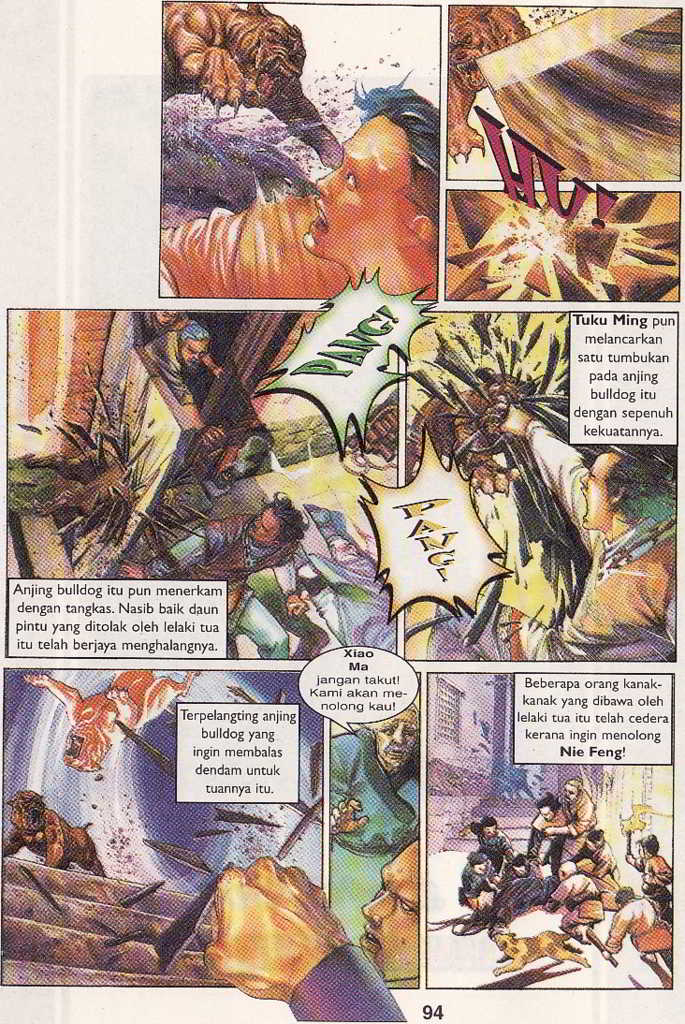 HU!
PANG!
Tuku Ming pun
melancarkan
satu tumbukan
pada anjing
bulldog itu
dengan sepenuh
kekuatannya.
PANG!
Anjing bulldog itu pun menerkam
dengan tangkas. Nasib baik daun
pintu yang ditolak oleh lelaki tua
itu telah berjaya menghalangnya.
Terpelangting anjing
bulldog yang
ingin membalas
dendam untuk
tuannya itu.
Xiao
Ma
jangan takut!
Kami akan me-
nolong kau!
Beberapa orang kanak-
kanak yang dibawa oleh
lelaki tua itu telah cedera
kerana ingin menolong
Nie Feng!
94